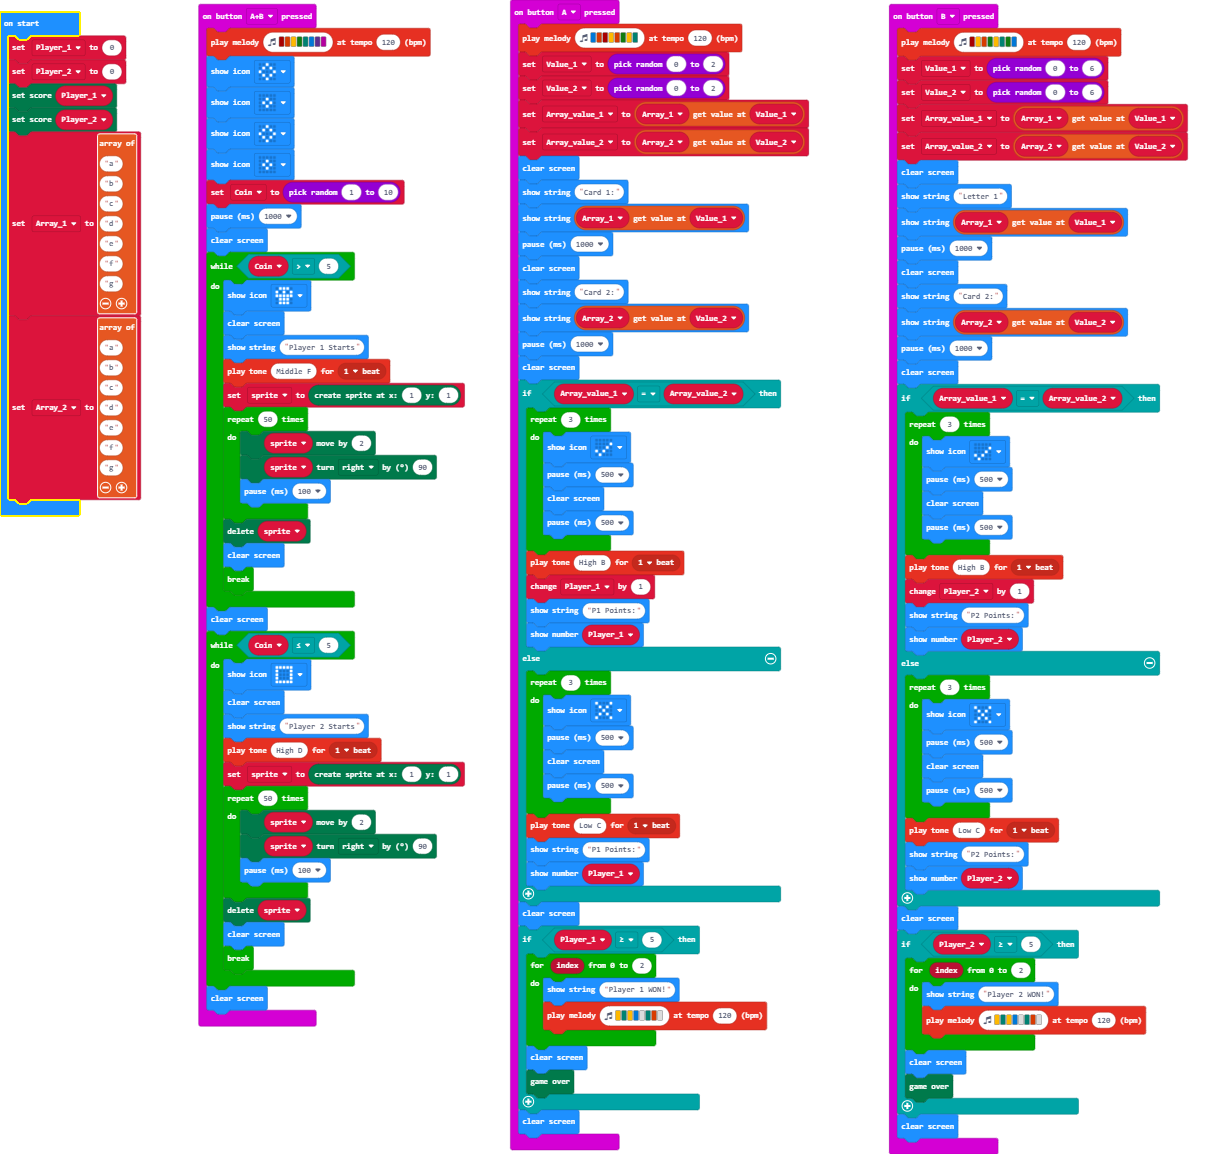 on start
set Player_1 to 0
set Player_2 to 0
set score Player_1
set score Player_2
set Array_1 to array of
"a"
"b"
"c"
"d"
"e"
"f"
"g"
set Array_2 to array of
"a"
"b"
"c"
"d"
"e"
"f"
"g"
on button A+B pressed
play melody at tempo 120 (bpm)
show icon
show icon
show icon
show icon
set Coin to pick random 1 to 10
pause (ms) 1000
clear screen
while Coin > 5
do
show icon
clear screen
show string "Player 1 Starts"
play tone Middle F for 1 beat
set sprite to create sprite at x: 1 y: 1
repeat 50 times
do
sprite move by 2
sprite turn right by (°) 90
pause (ms) 100
delete sprite
clear screen
break
clear screen
while Coin ≤ 5
do
show icon
clear screen
show string "Player 2 Starts"
play tone High D for 1 beat
set sprite to create sprite at x: 1 y: 1
repeat 50 times
do
sprite move by 2
sprite turn right by (°) 90
pause (ms) 100
delete sprite
clear screen
break
clear screen
on button A pressed
play melody at tempo 120 (bpm)
set Value_1 to pick random 0 to 2
set Value_2 to pick random 0 to 2
set Array_value_1 to Array_1 get value at Value_1
set Array_value_2 to Array_2 get value at Value_2
clear screen
show string "Card 1:"
show string Array_1 get value at Value_1
pause (ms) 1000
clear screen
show string "Card 2:"
show string Array_2 get value at Value_2
pause (ms) 1000
clear screen
if Array_value_1 = Array_value_2 then
repeat 3 times
do
show icon
pause (ms) 500
clear screen
pause (ms) 500
play tone High B for 1 beat
change Player_1 by 1
show string "P1 Points:"
show number Player_1
else
repeat 3 times
do
show icon
pause (ms) 500
clear screen
pause (ms) 500
play tone Low C for 1 beat
show string "P1 Points:"
show number Player_1
clear screen
if Player_1 ≥ 5 then
for index from 0 to 2
do
show string "Player 1 WON!"
play melody at tempo 120 (bpm)
clear screen
game over
clear screen
on button B pressed
play melody at tempo 120 (bpm)
set Value_1 to pick random 0 to 6
set Value_2 to pick random 0 to 6
set Array_value_1 to Array_1 get value at Value_1
set Array_value_2 to Array_2 get value at Value_2
clear screen
show string "Letter 1"
show string Array_1 get value at Value_1
pause (ms) 1000
clear screen
show string "Card 2:"
show string Array_2 get value at Value_2
pause (ms) 1000
clear screen
if Array_value_1 = Array_value_2 then
repeat 3 times
do
show icon
pause (ms) 500
clear screen
pause (ms) 500
play tone High B for 1 beat
change Player_2 by 1
show string "P2 Points:"
show number Player_2
else
repeat 3 times
do
show icon
pause (ms) 500
clear screen
pause (ms) 500
play tone Low C for 1 beat
show string "P2 Points:"
show number Player_2
clear screen
if Player_2 ≥ 5 then
for index from 0 to 2
do
show string "Player 2 WON!"
play melody at tempo 120 (bpm)
clear screen
game over
clear screen